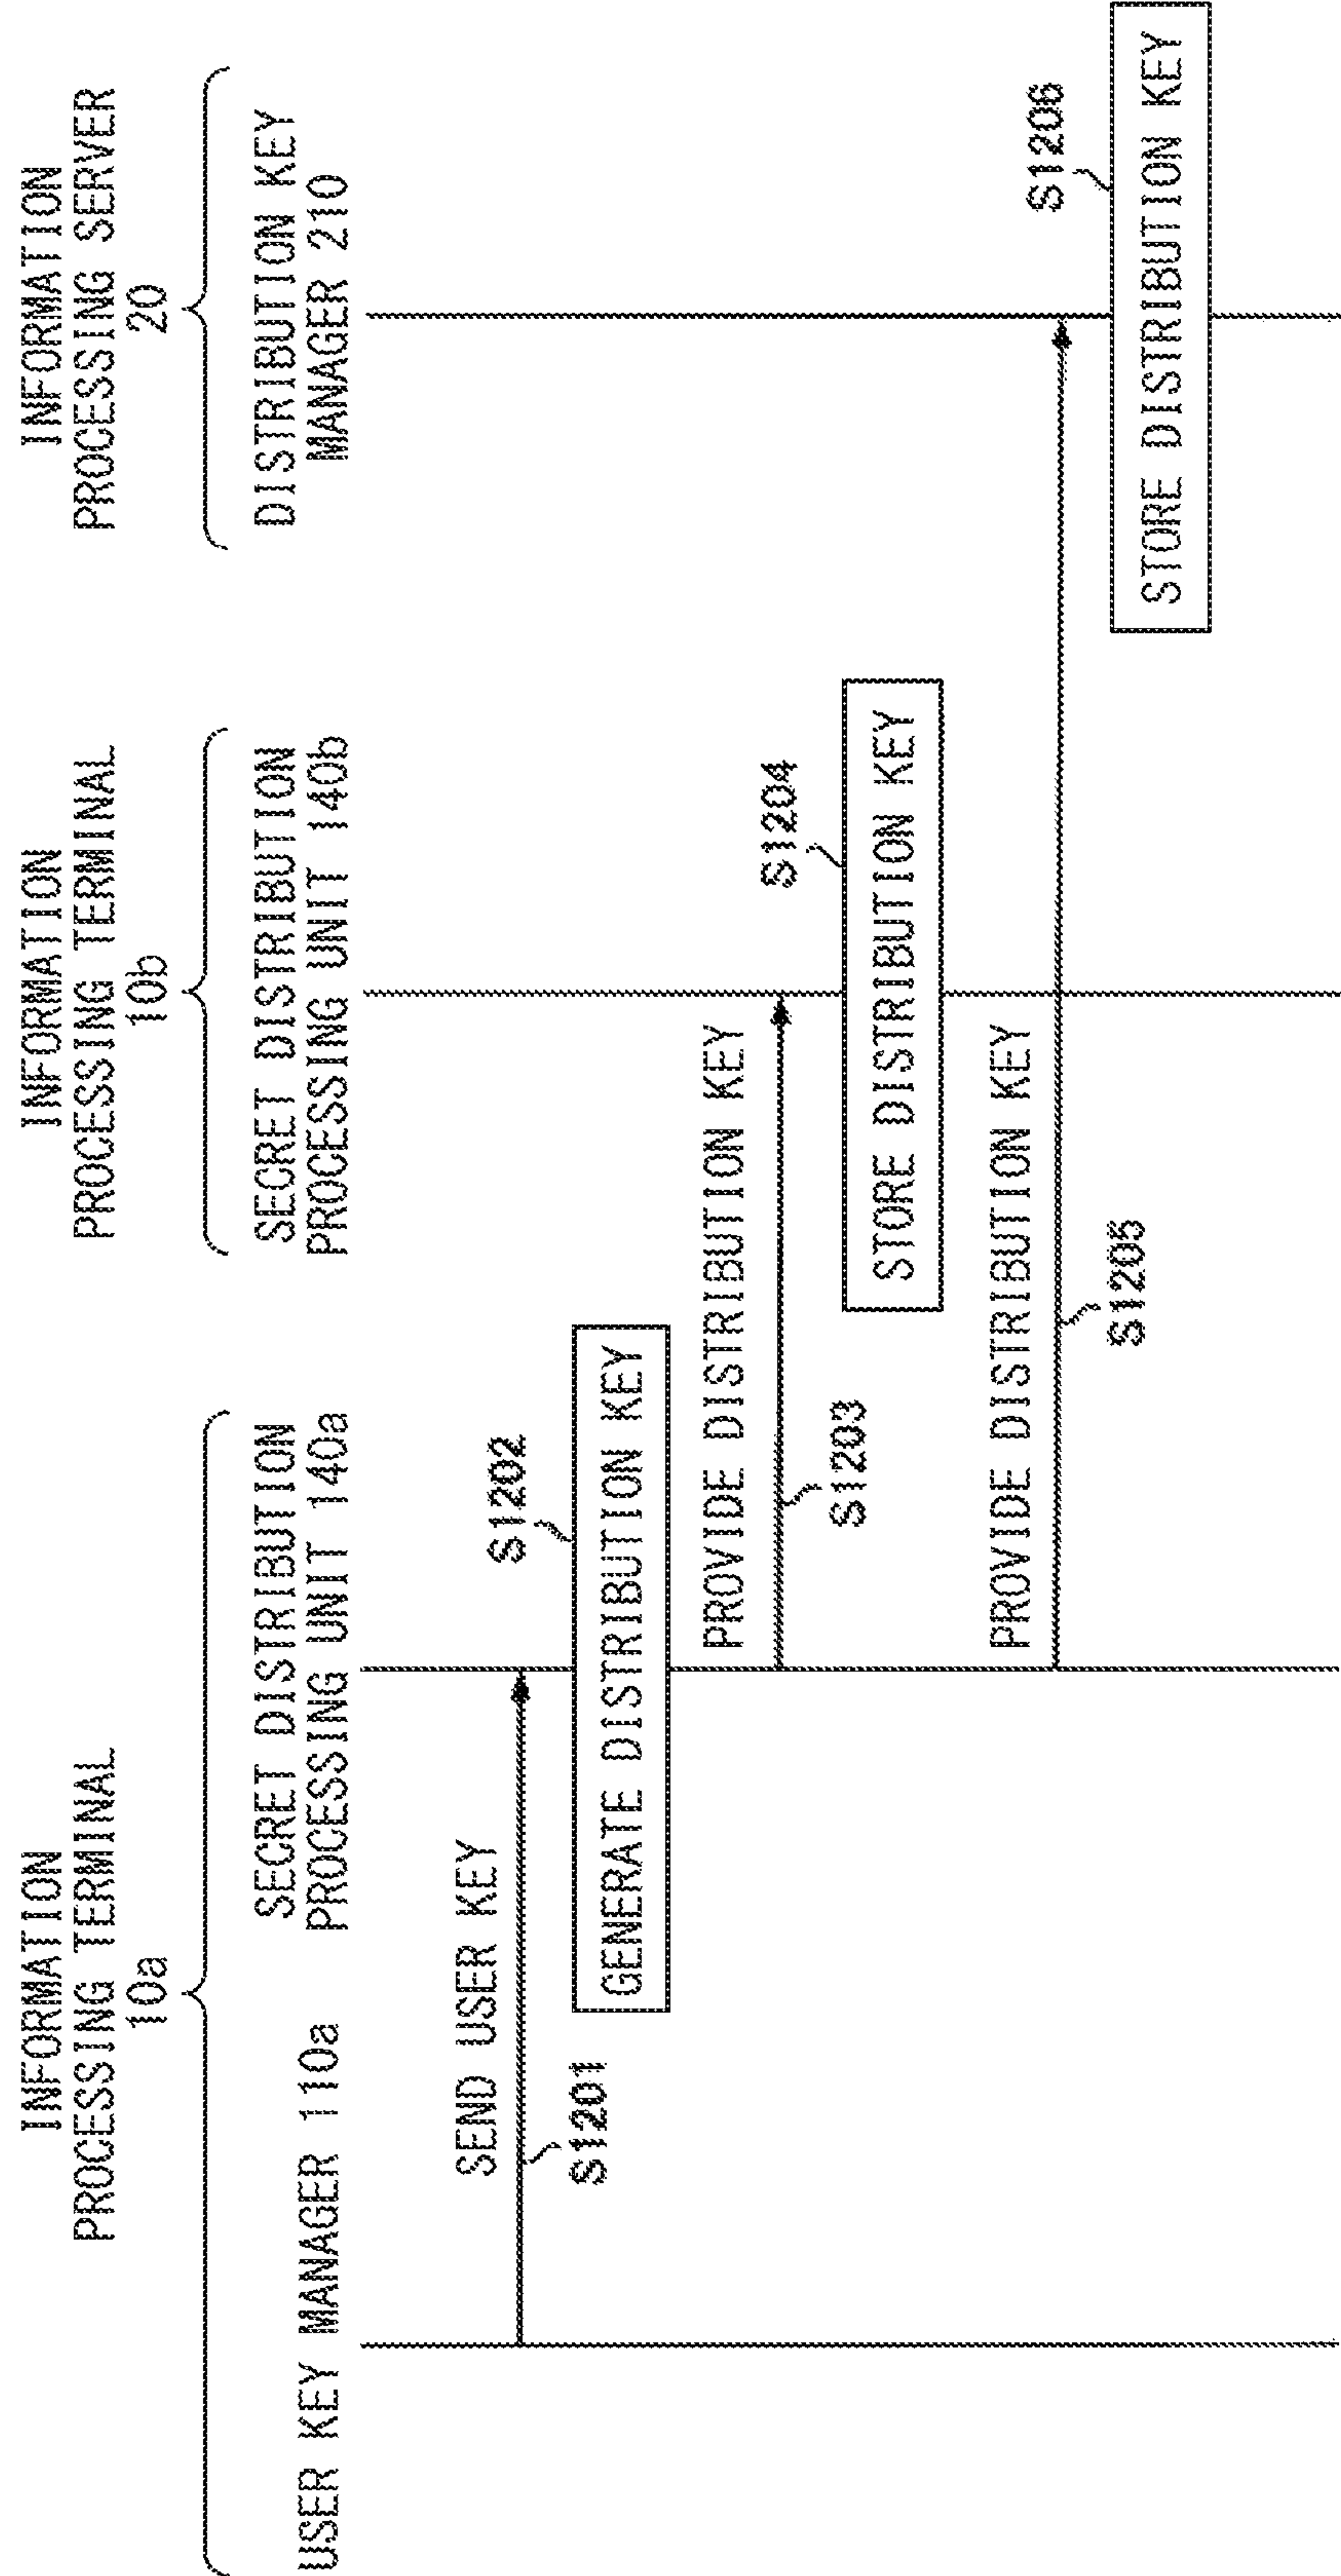 INFORMATION
PROCESSING TERMINAL
10a
INFORMATION
PROCESSING TERMINAL
10b
INFORMATION
PROCESSING SERVER
20
USER KEY MANAGER 110a
SECRET DISTRIBUTION
PROCESSING UNIT 140a
SECRET DISTRIBUTION
PROCESSING UNIT 140b
DISTRIBUTION KEY
MANAGER 210
SEND USER KEY
S1201
S1202
GENERATE DISTRIBUTION KEY
PROVIDE DISTRIBUTION KEY
S1203
S1204
STORE DISTRIBUTION KEY
PROVIDE DISTRIBUTION KEY
S1205
S1206
STORE DISTRIBUTION KEY